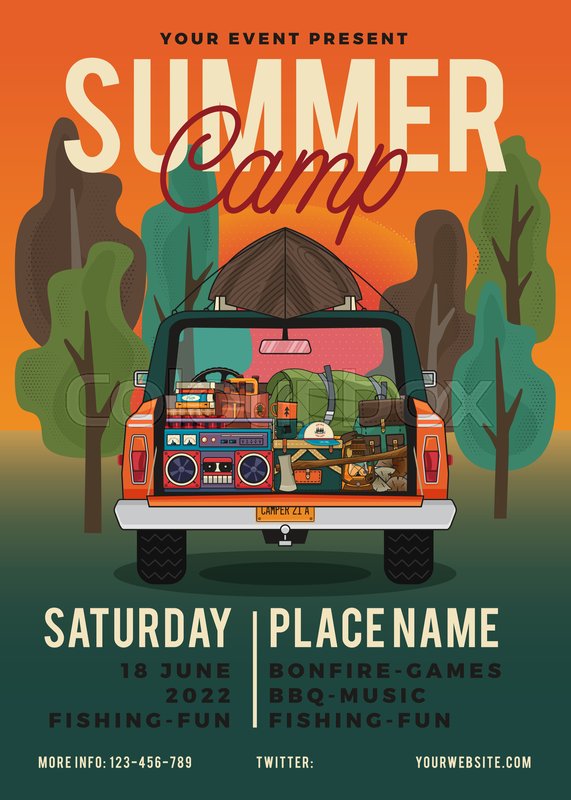 YOUR EVENT PRESENT
SUMMER
Camp
CAMPER 21 A
SATURDAY
18 JUNE
2022
FISHING-FUN
PLACE NAME
BONFIRE-GAMES
BBQ-MUSIC
FISHING-FUN
MORE INFO: 123-456-789
TWITTER:
YOURWEBSITE.COM